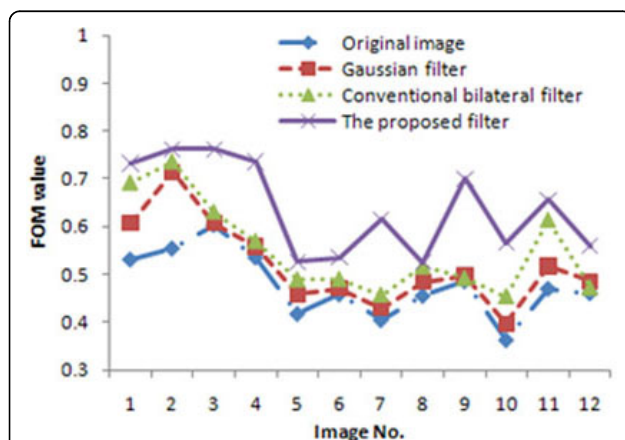 1
0.9
0.8
0.7
0.6
0.5
0.4
0.3
FOM value
Original image
Gaussian filter
Conventional bilateral filter
The proposed filter
1 2 3 4 5 6 7 8 9 10 11 12
Image No.